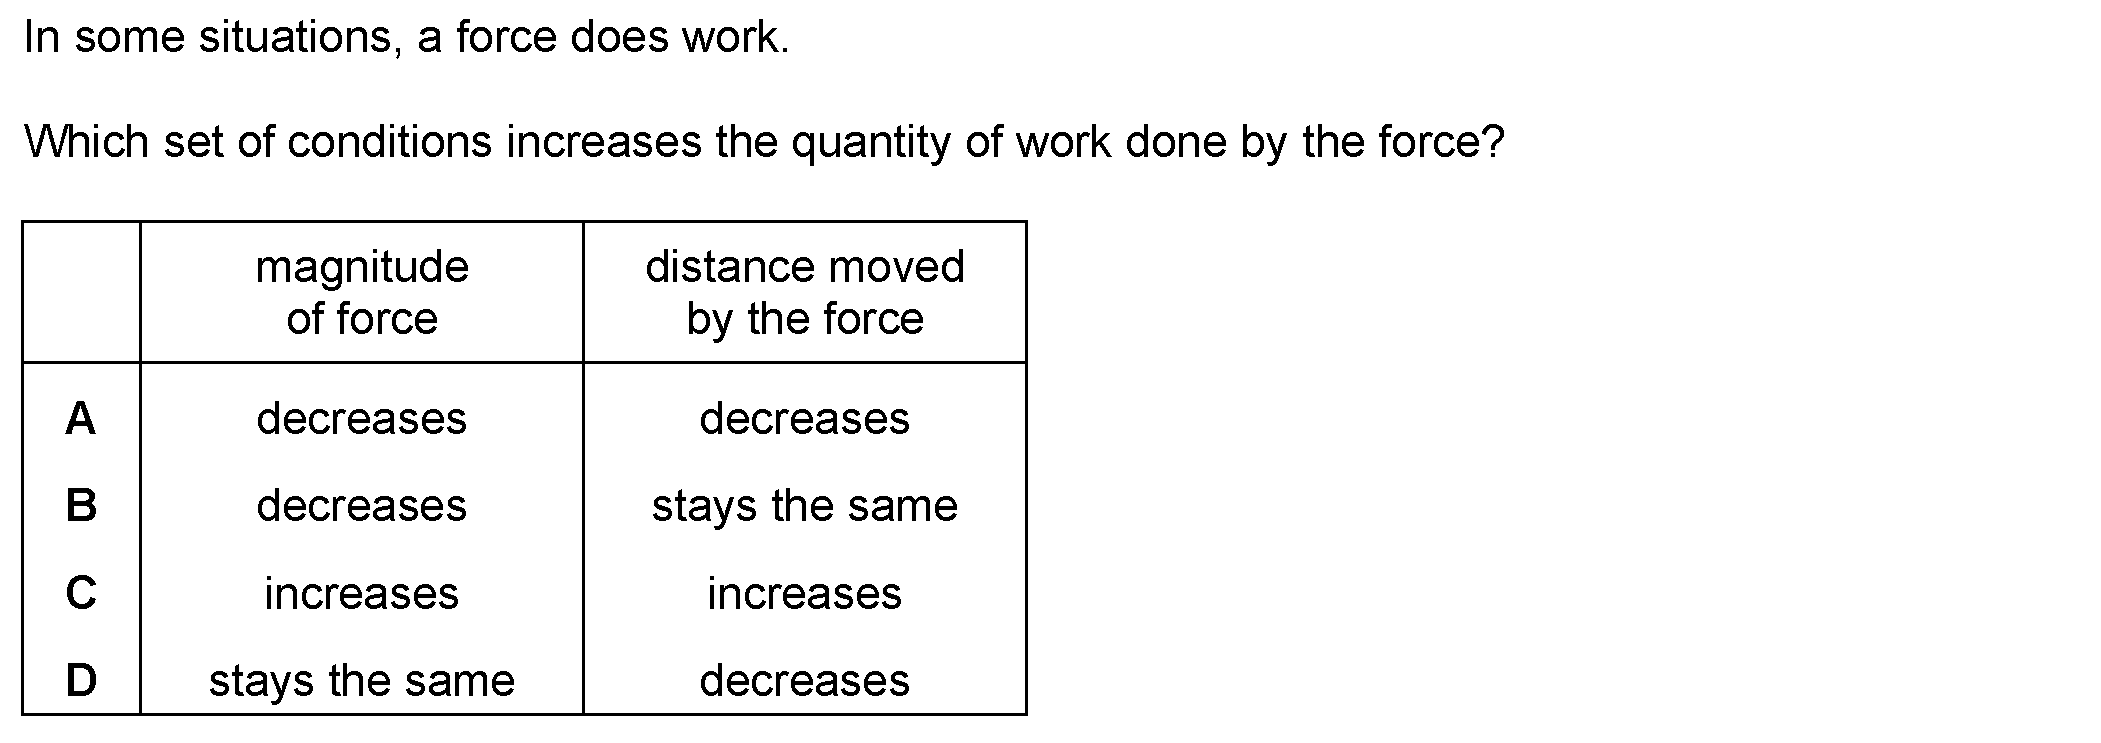 In some situations, a force does work.
Which set of conditions increases the quantity of work done by the force?
magnitude of force distance moved by the force
A decreases decreases
B decreases stays the same
C increases increases
D stays the same decreases